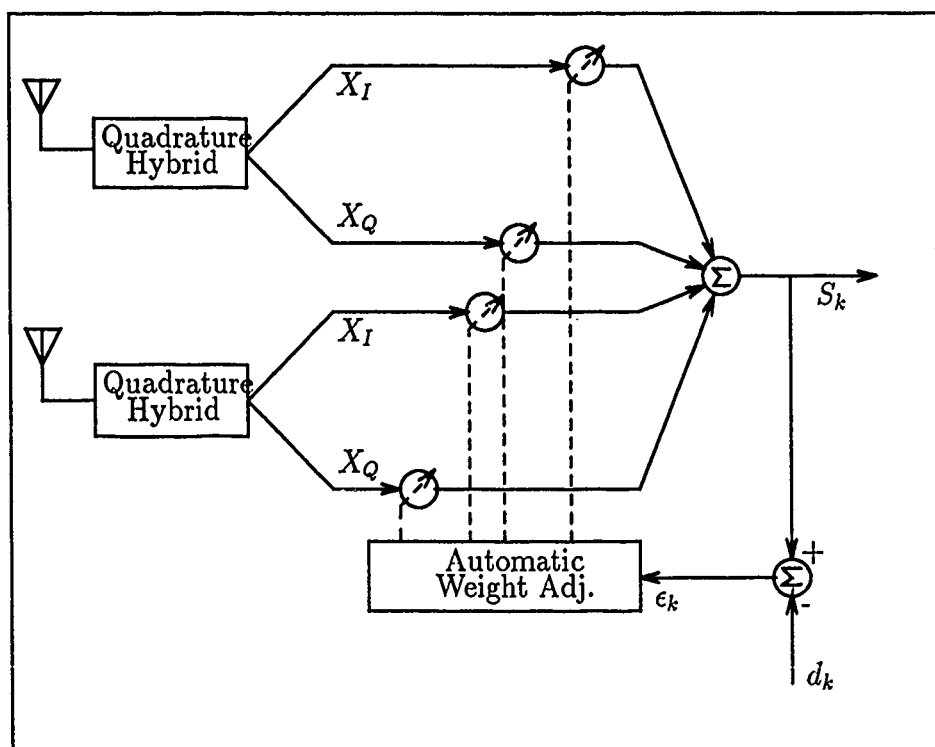 X_I
Quadrature
Hybrid
X_Q
Σ
S_k
X_I
Quadrature
Hybrid
X_Q
Automatic
Weight Adj.
ϵ_k
+
Σ
-
d_k